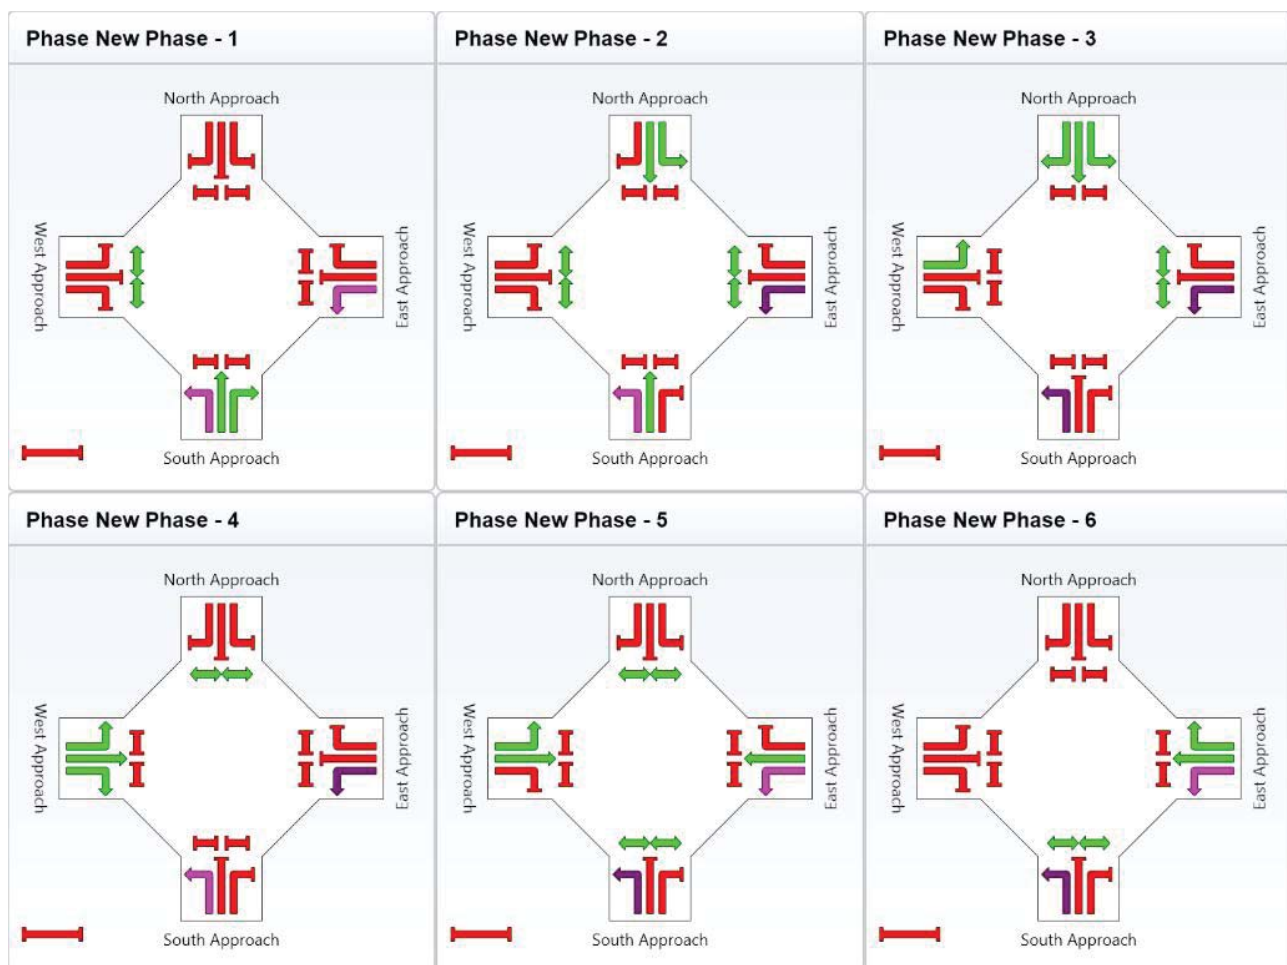 Phase New Phase - 1
North Approach
West Approach
East Approach
South Approach
Phase New Phase - 2
North Approach
West Approach
East Approach
South Approach
Phase New Phase - 3
North Approach
West Approach
East Approach
South Approach
Phase New Phase - 4
North Approach
West Approach
East Approach
South Approach
Phase New Phase - 5
North Approach
West Approach
East Approach
South Approach
Phase New Phase - 6
North Approach
West Approach
East Approach
South Approach